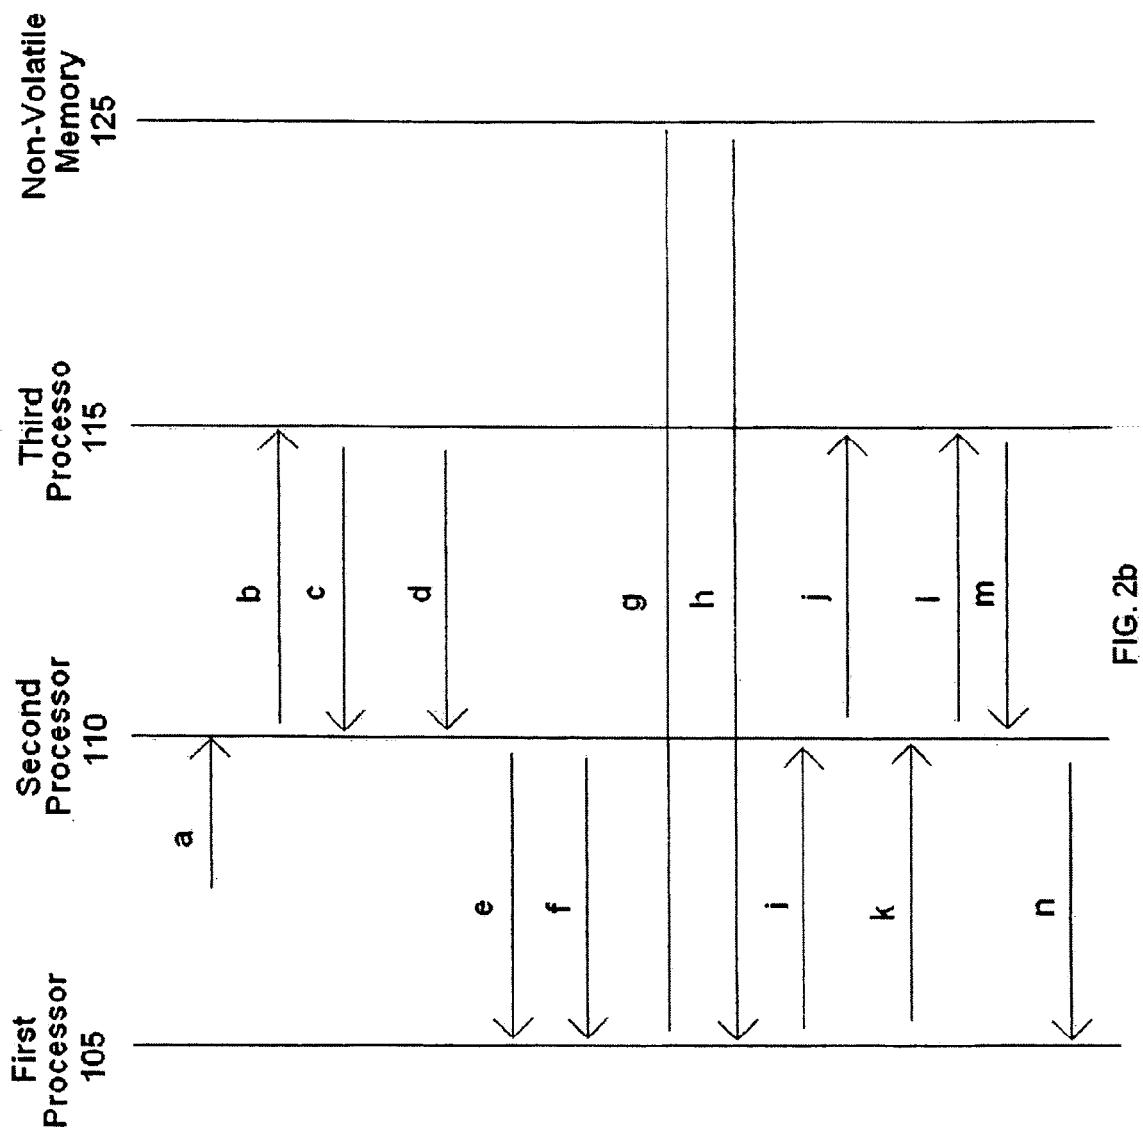 First
Processor
105
Second
Processor
110
Third
Processo
115
Non-Volatile
Memory
125
a
b
c
d
e
f
g
h
i
j
k
l
m
n
FIG. 2b